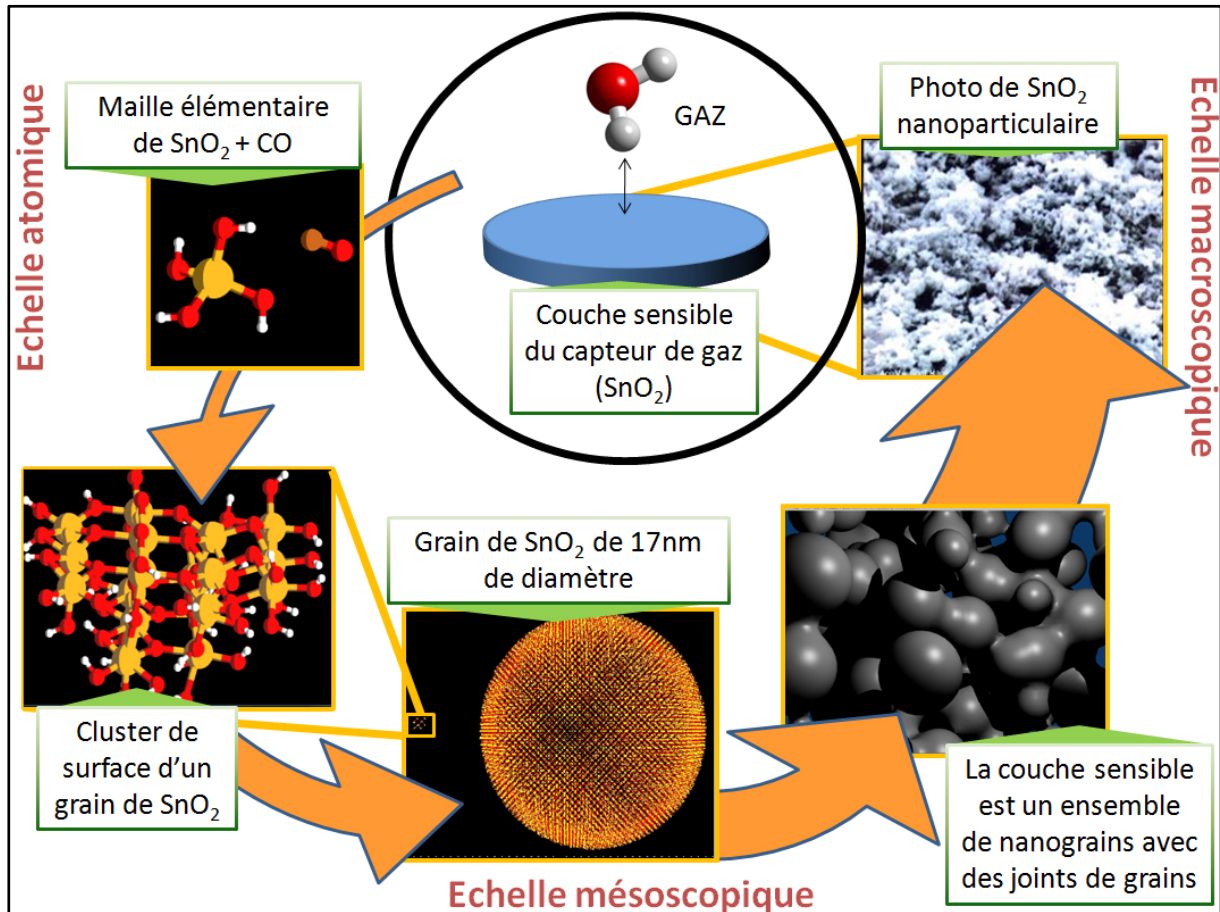 Echelle atomique
Maille élémentaire
de SnO₂ + CO
GAZ
Couche sensible
du capteur de gaz
(SnO₂)
Photo de SnO₂
nanoparticulaire
Echelle macroscopique
Cluster de
surface d'un
grain de SnO₂
Grain de SnO₂ de 17nm
de diamètre
Echelle mésoscopique
La couche sensible
est un ensemble
de nanograins avec
des joints de grains